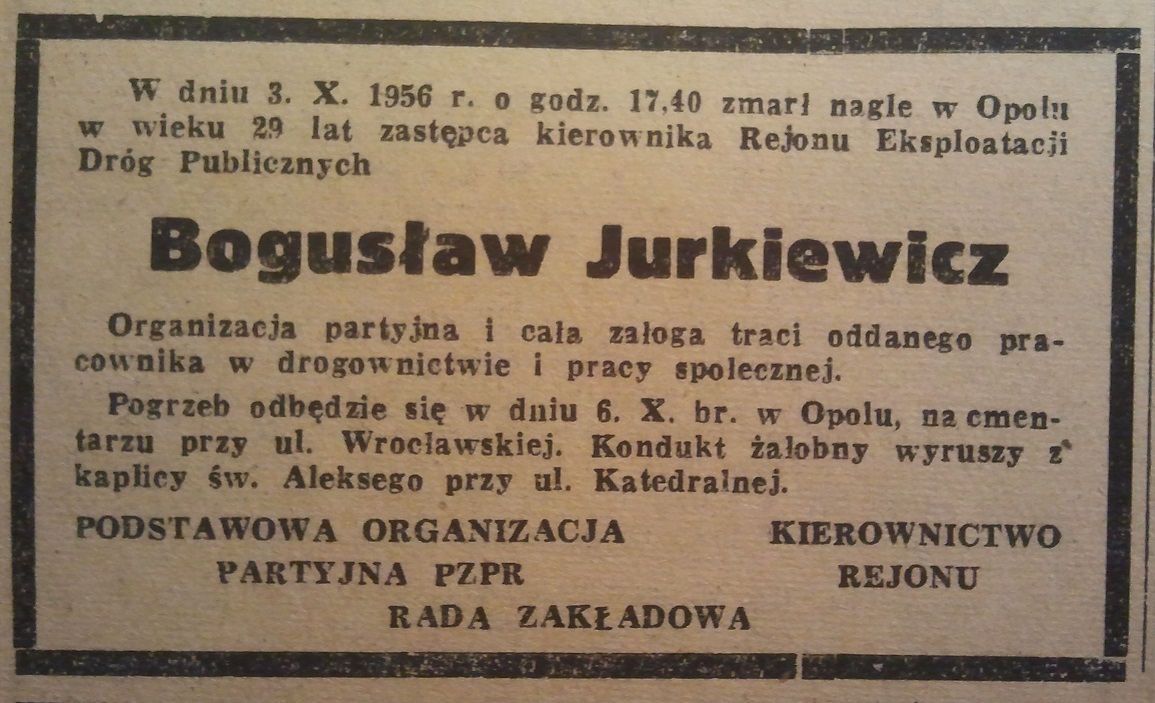 W dniu 3. X. 1956 r. o godz. 17,40 zmarł nagle w Opolu
w wieku 29 lat zastępca kierownika Rejonu Eksploatacji
Dróg Publicznych
Bogusław Jurkiewicz
Organizacja partyjna i cała załoga traci oddanego pra-
cownika w drogownictwie i pracy społecznej.
Pogrzeb odbędzie się w dniu 6. X. br. w Opolu, na cmen-
tarzu przy ul. Wrocławskiej. Kondukt żałobny wyruszy z
kaplicy św. Aleksego przy ul. Katedralnej.
PODSTAWOWA ORGANIZACJA KIEROWNICTWO
PARTYJNA PZPR REJONU
RADA ZAKŁADOWA